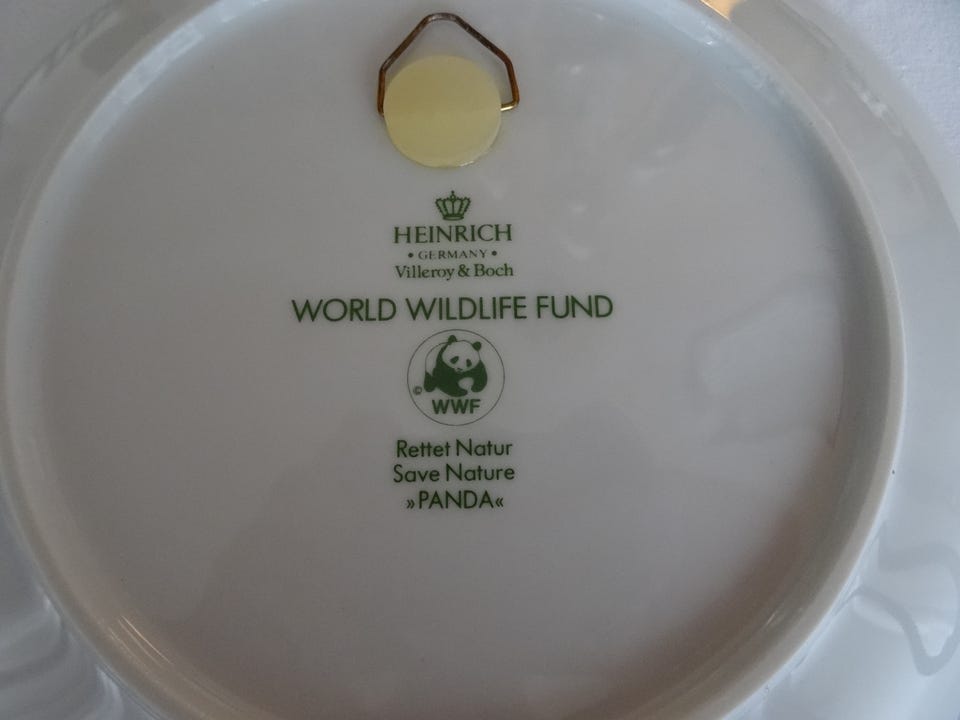 HEINRICH
• GERMANY •
Villeroy & Boch
WORLD WILDLIFE FUND
©
WWF
Rettet Natur
Save Nature
»PANDA«